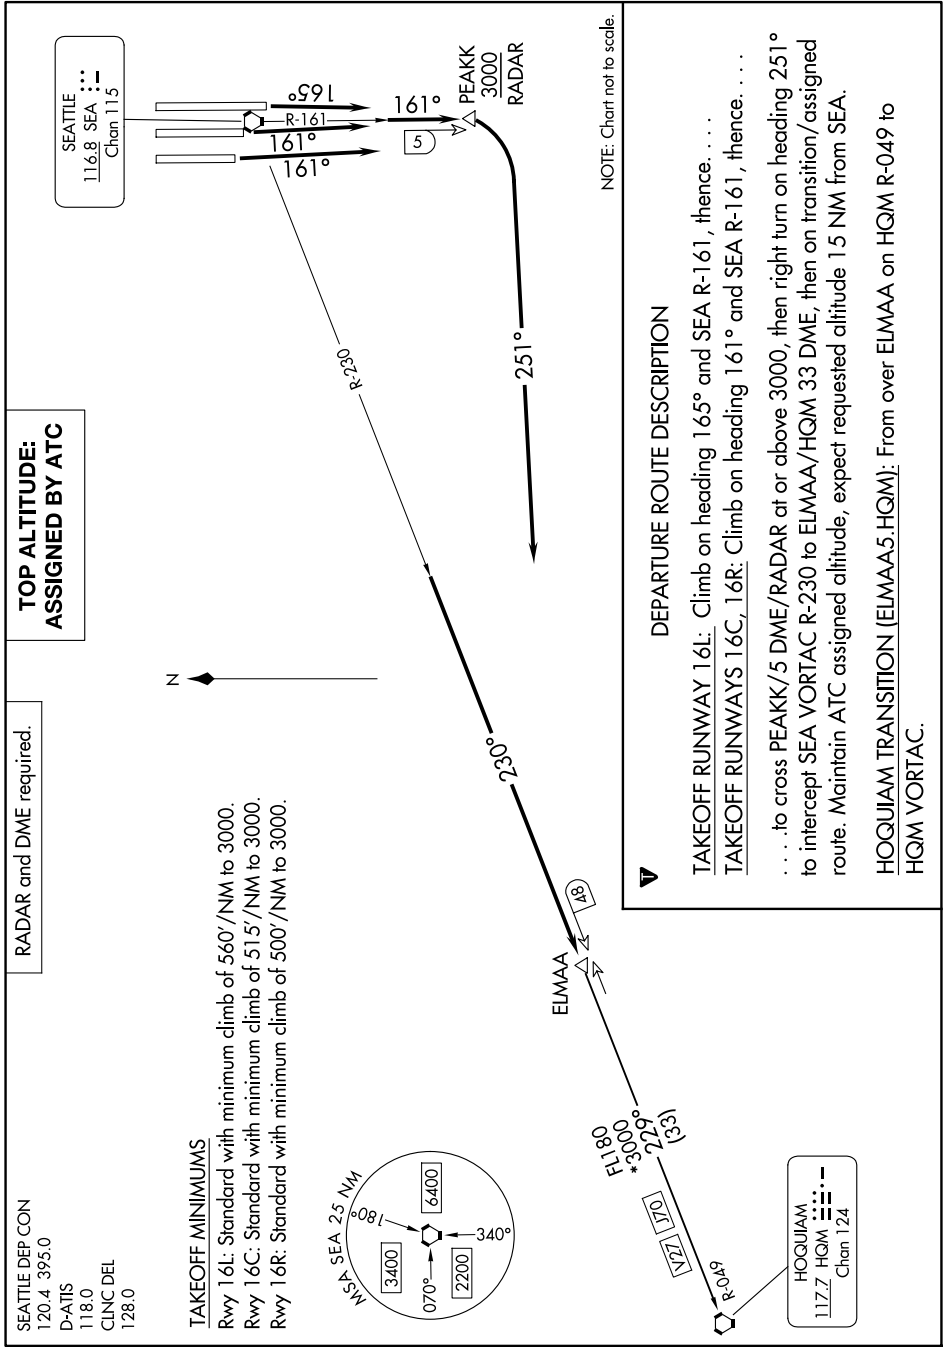 SEATTLE DEP CON
120.4 395.0
D-ATIS
118.0
CLNC DEL
128.0
RADAR and DME required.
TOP ALTITUDE:
ASSIGNED BY ATC
SEATTLE
116.8 SEA
Chan 115
TAKEOFF MINIMUMS
Rwy 16L: Standard with minimum climb of 560'/NM to 3000.
Rwy 16C: Standard with minimum climb of 515'/NM to 3000.
Rwy 16R: Standard with minimum climb of 500'/NM to 3000.
N
165°
R-161
161°
161°
161°
5
PEAKK
3000
RADAR
R-230
251°
230°
MSA SEA 25 NM
180°
3400
6400
070°
340°
2200
ELMAA
48
FL180
*3000
229°
(33)
V27
J70
R-049
HOQUIAM
117.7 HQM
Chan 124
NOTE: Chart not to scale.
T
DEPARTURE ROUTE DESCRIPTION
TAKEOFF RUNWAY 16L: Climb on heading 165° and SEA R-161, thence. . . .
TAKEOFF RUNWAYS 16C, 16R: Climb on heading 161° and SEA R-161, thence. . . .
. . . .to cross PEAKK/5 DME/RADAR at or above 3000, then right turn on heading 251°
to intercept SEA VORTAC R-230 to ELMAA/HQM 33 DME, then on transition/assigned
route. Maintain ATC assigned altitude, expect requested altitude 15 NM from SEA.
HOQUIAM TRANSITION (ELMAA5.HQM): From over ELMAA on HQM R-049 to
HQM VORTAC.